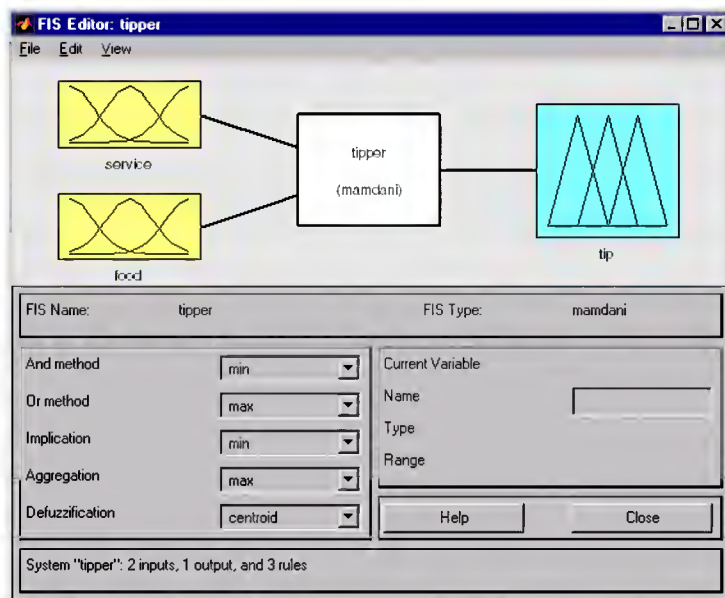 FIS Editor: tipper
File Edit View
service
food
tipper
(mamdani)
tip
FIS Name: tipper FIS Type: mamdani
And method min
Or method max
Implication min
Aggregation max
Defuzzification centroid
Current Variable
Name
Type
Range
Help Close
System "tipper": 2 inputs, 1 output, and 3 rules